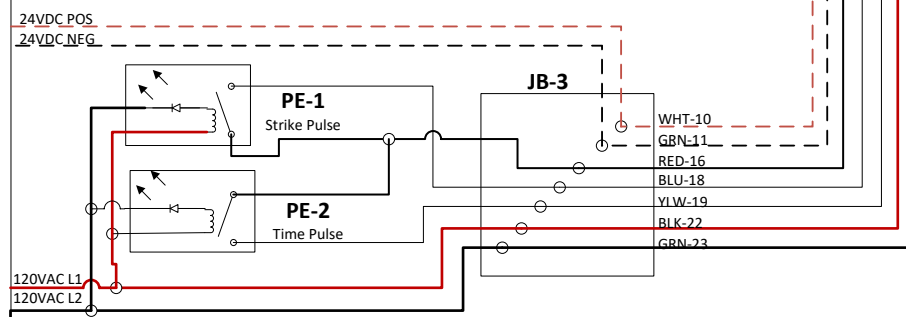 24VDC POS
24VDC NEG
JB-3
PE-1
Strike Pulse
WHT-10
GRN-11
RED-16
BLU-18
YLW-19
BLK-22
GRN-23
PE-2
Time Pulse
120VAC L1
120VAC L2